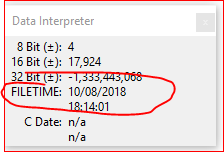 Data Interpreter
8 Bit (±): 4
16 Bit (±): 17,924
32 Bit (±): -1,333,443,068
FILETIME: 10/08/2018
18:14:01
C Date: n/a
n/a